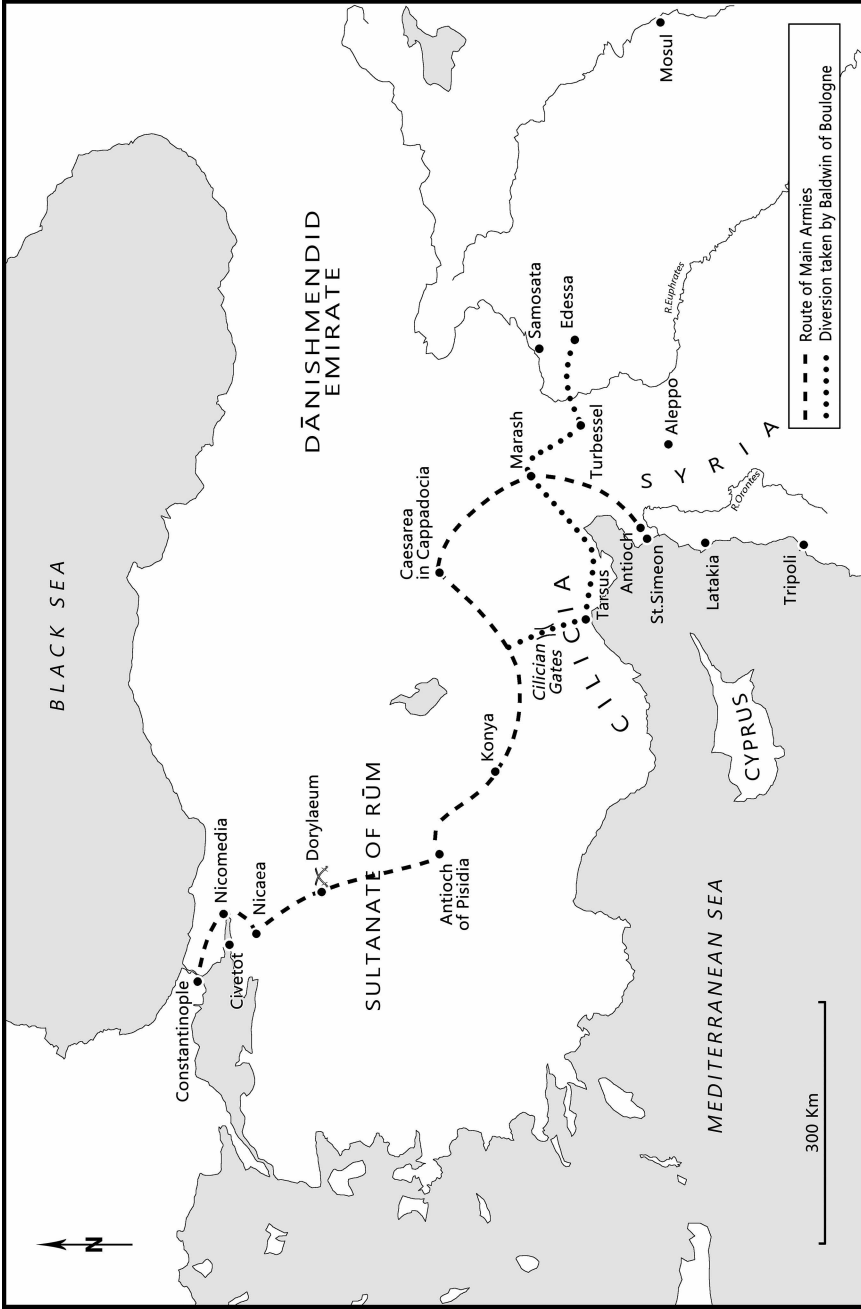 BLACK SEA
Constantinople
Nicomedia
Civetot
Nicaea
Dorylaeum
SULTANATE OF RŪM
DĀNISHMENDID
EMIRATE
Antioch
of Pisidia
Konya
Caesarea
in Cappadocia
Cilician
Gates
CILICIA
Tarsus
Marash
Samosata
Edessa
Turbessel
Antioch
St.Simeon
Aleppo
SYRIA
R.Euphrates
R.Orontes
Mosul
Latakia
Tripoli
CYPRUS
MEDITERRANEAN SEA
N
300 Km
Route of Main Armies
Diversion taken by Baldwin of Boulogne